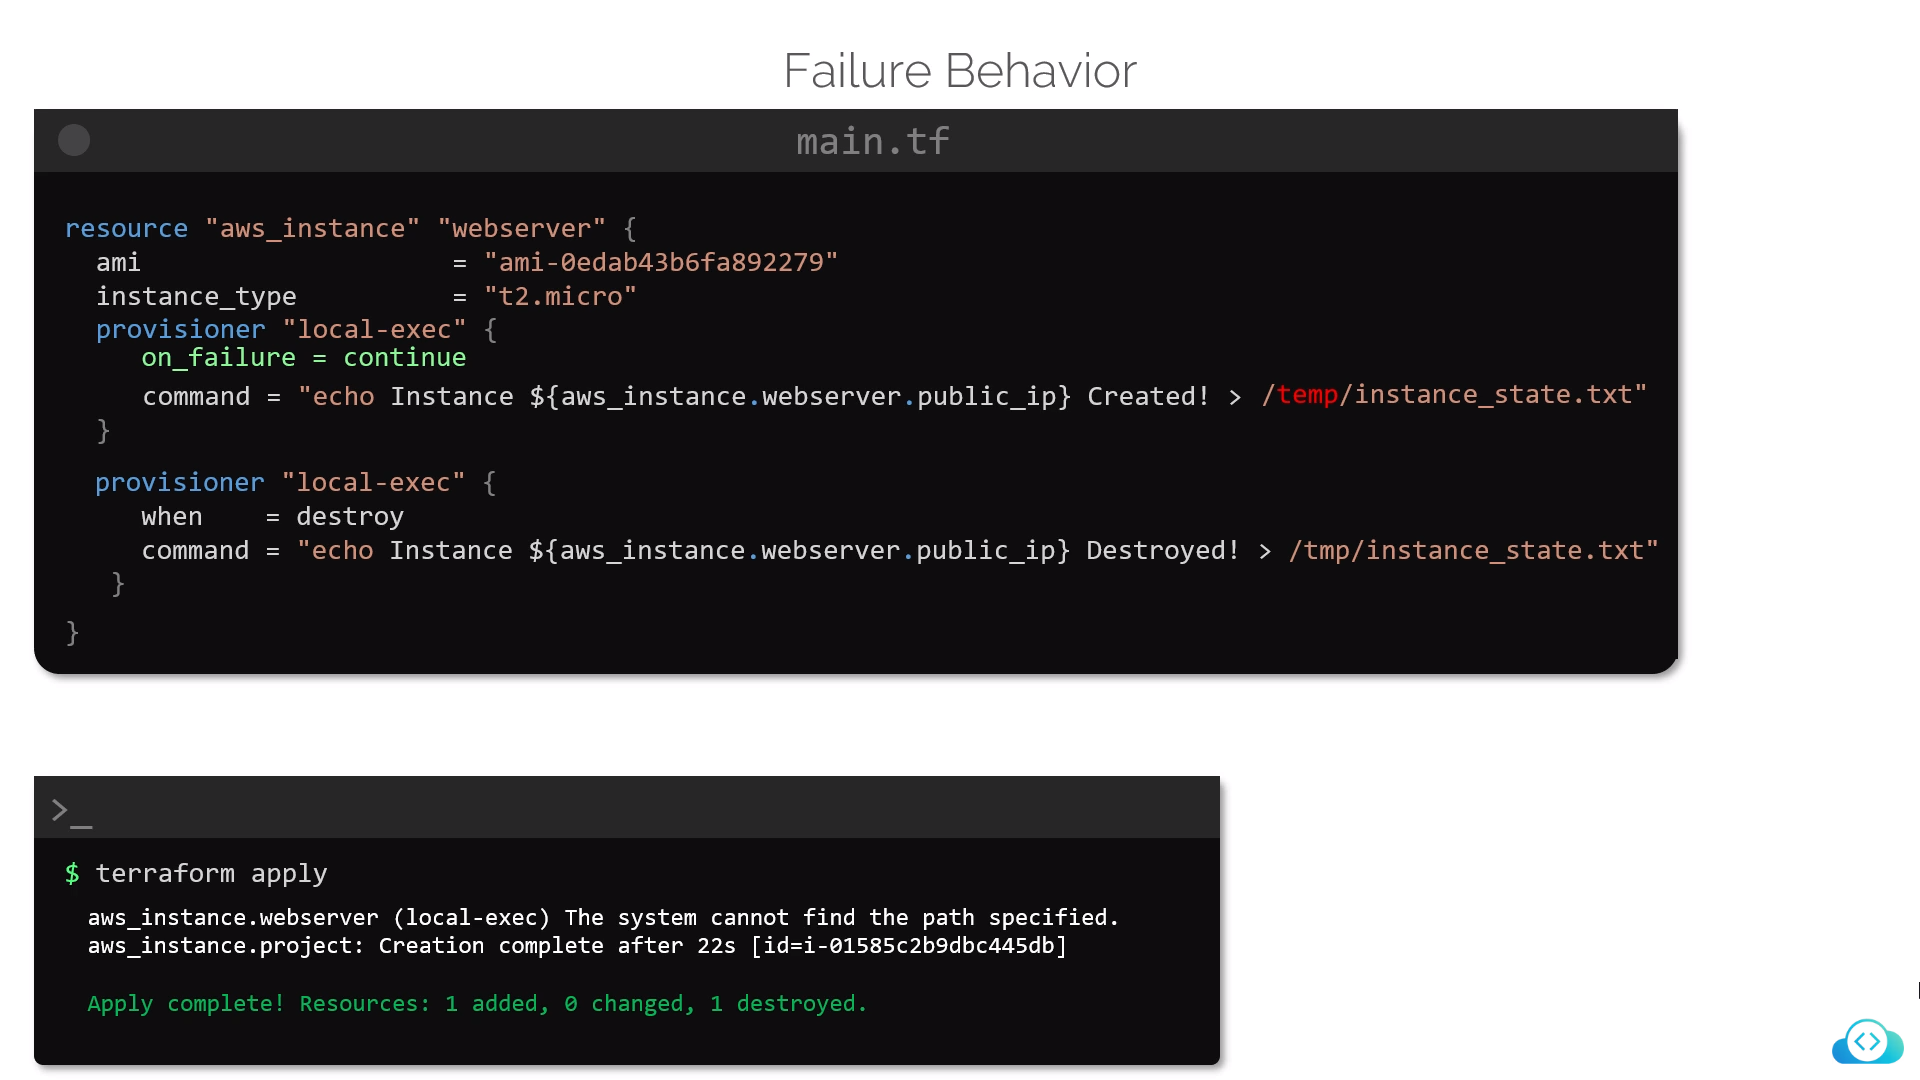 Failure Behavior
main.tf
resource "aws_instance" "webserver" {
ami = "ami-0edab43b6fa892279"
instance_type = "t2.micro"
provisioner "local-exec" {
on_failure = continue
command = "echo Instance ${aws_instance.webserver.public_ip} Created! > /temp/instance_state.txt"
}
provisioner "local-exec" {
when = destroy
command = "echo Instance ${aws_instance.webserver.public_ip} Destroyed! > /tmp/instance_state.txt"
}
}
>_
$ terraform apply
aws_instance.webserver (local-exec) The system cannot find the path specified.
aws_instance.project: Creation complete after 22s [id=i-01585c2b9dbc445db]
Apply complete! Resources: 1 added, 0 changed, 1 destroyed.